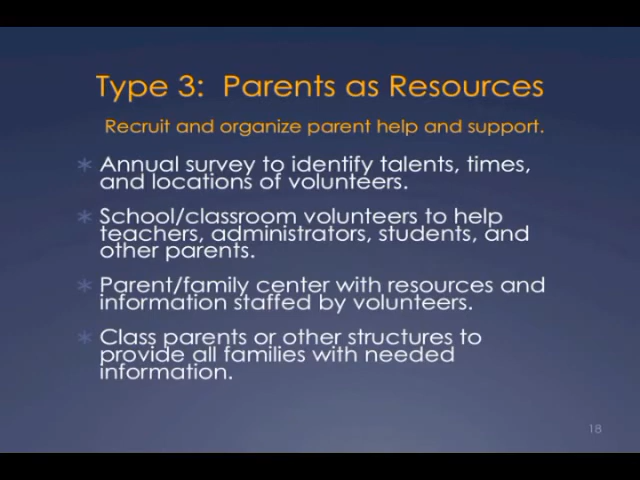 Type 3:  Parents as Resources
Recruit and organize parent help and support.
Annual survey to identify talents, times,
and locations of volunteers.
School/classroom volunteers to help
teachers, administrators, students, and
other parents.
Parent/family center with resources and
information staffed by volunteers.
Class parents or other structures to
provide all families with needed
information.
18